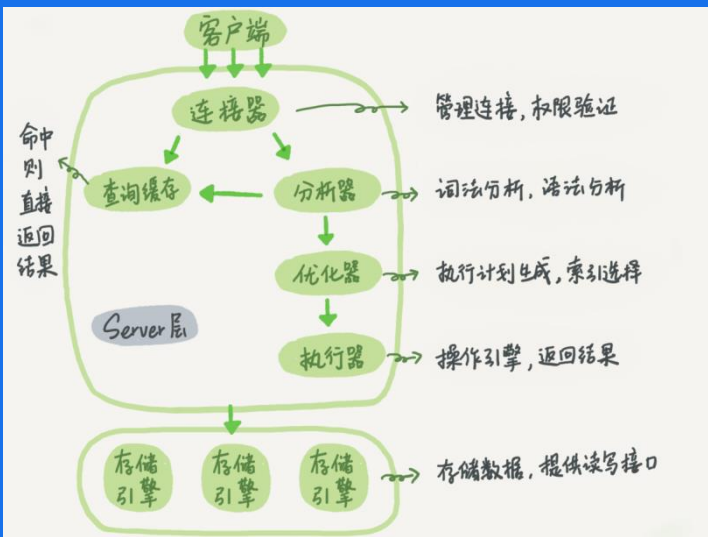 客户端
连接器
管理连接,权限验证
命中
则
直接
返回
结果
查询缓存
分析器
词法分析,语法分析
优化器
执行计划生成,索引选择
Server层
执行器
操作引擎,返回结果
存储
引擎
存储
引擎
存储
引擎
存储数据,提供读写接口